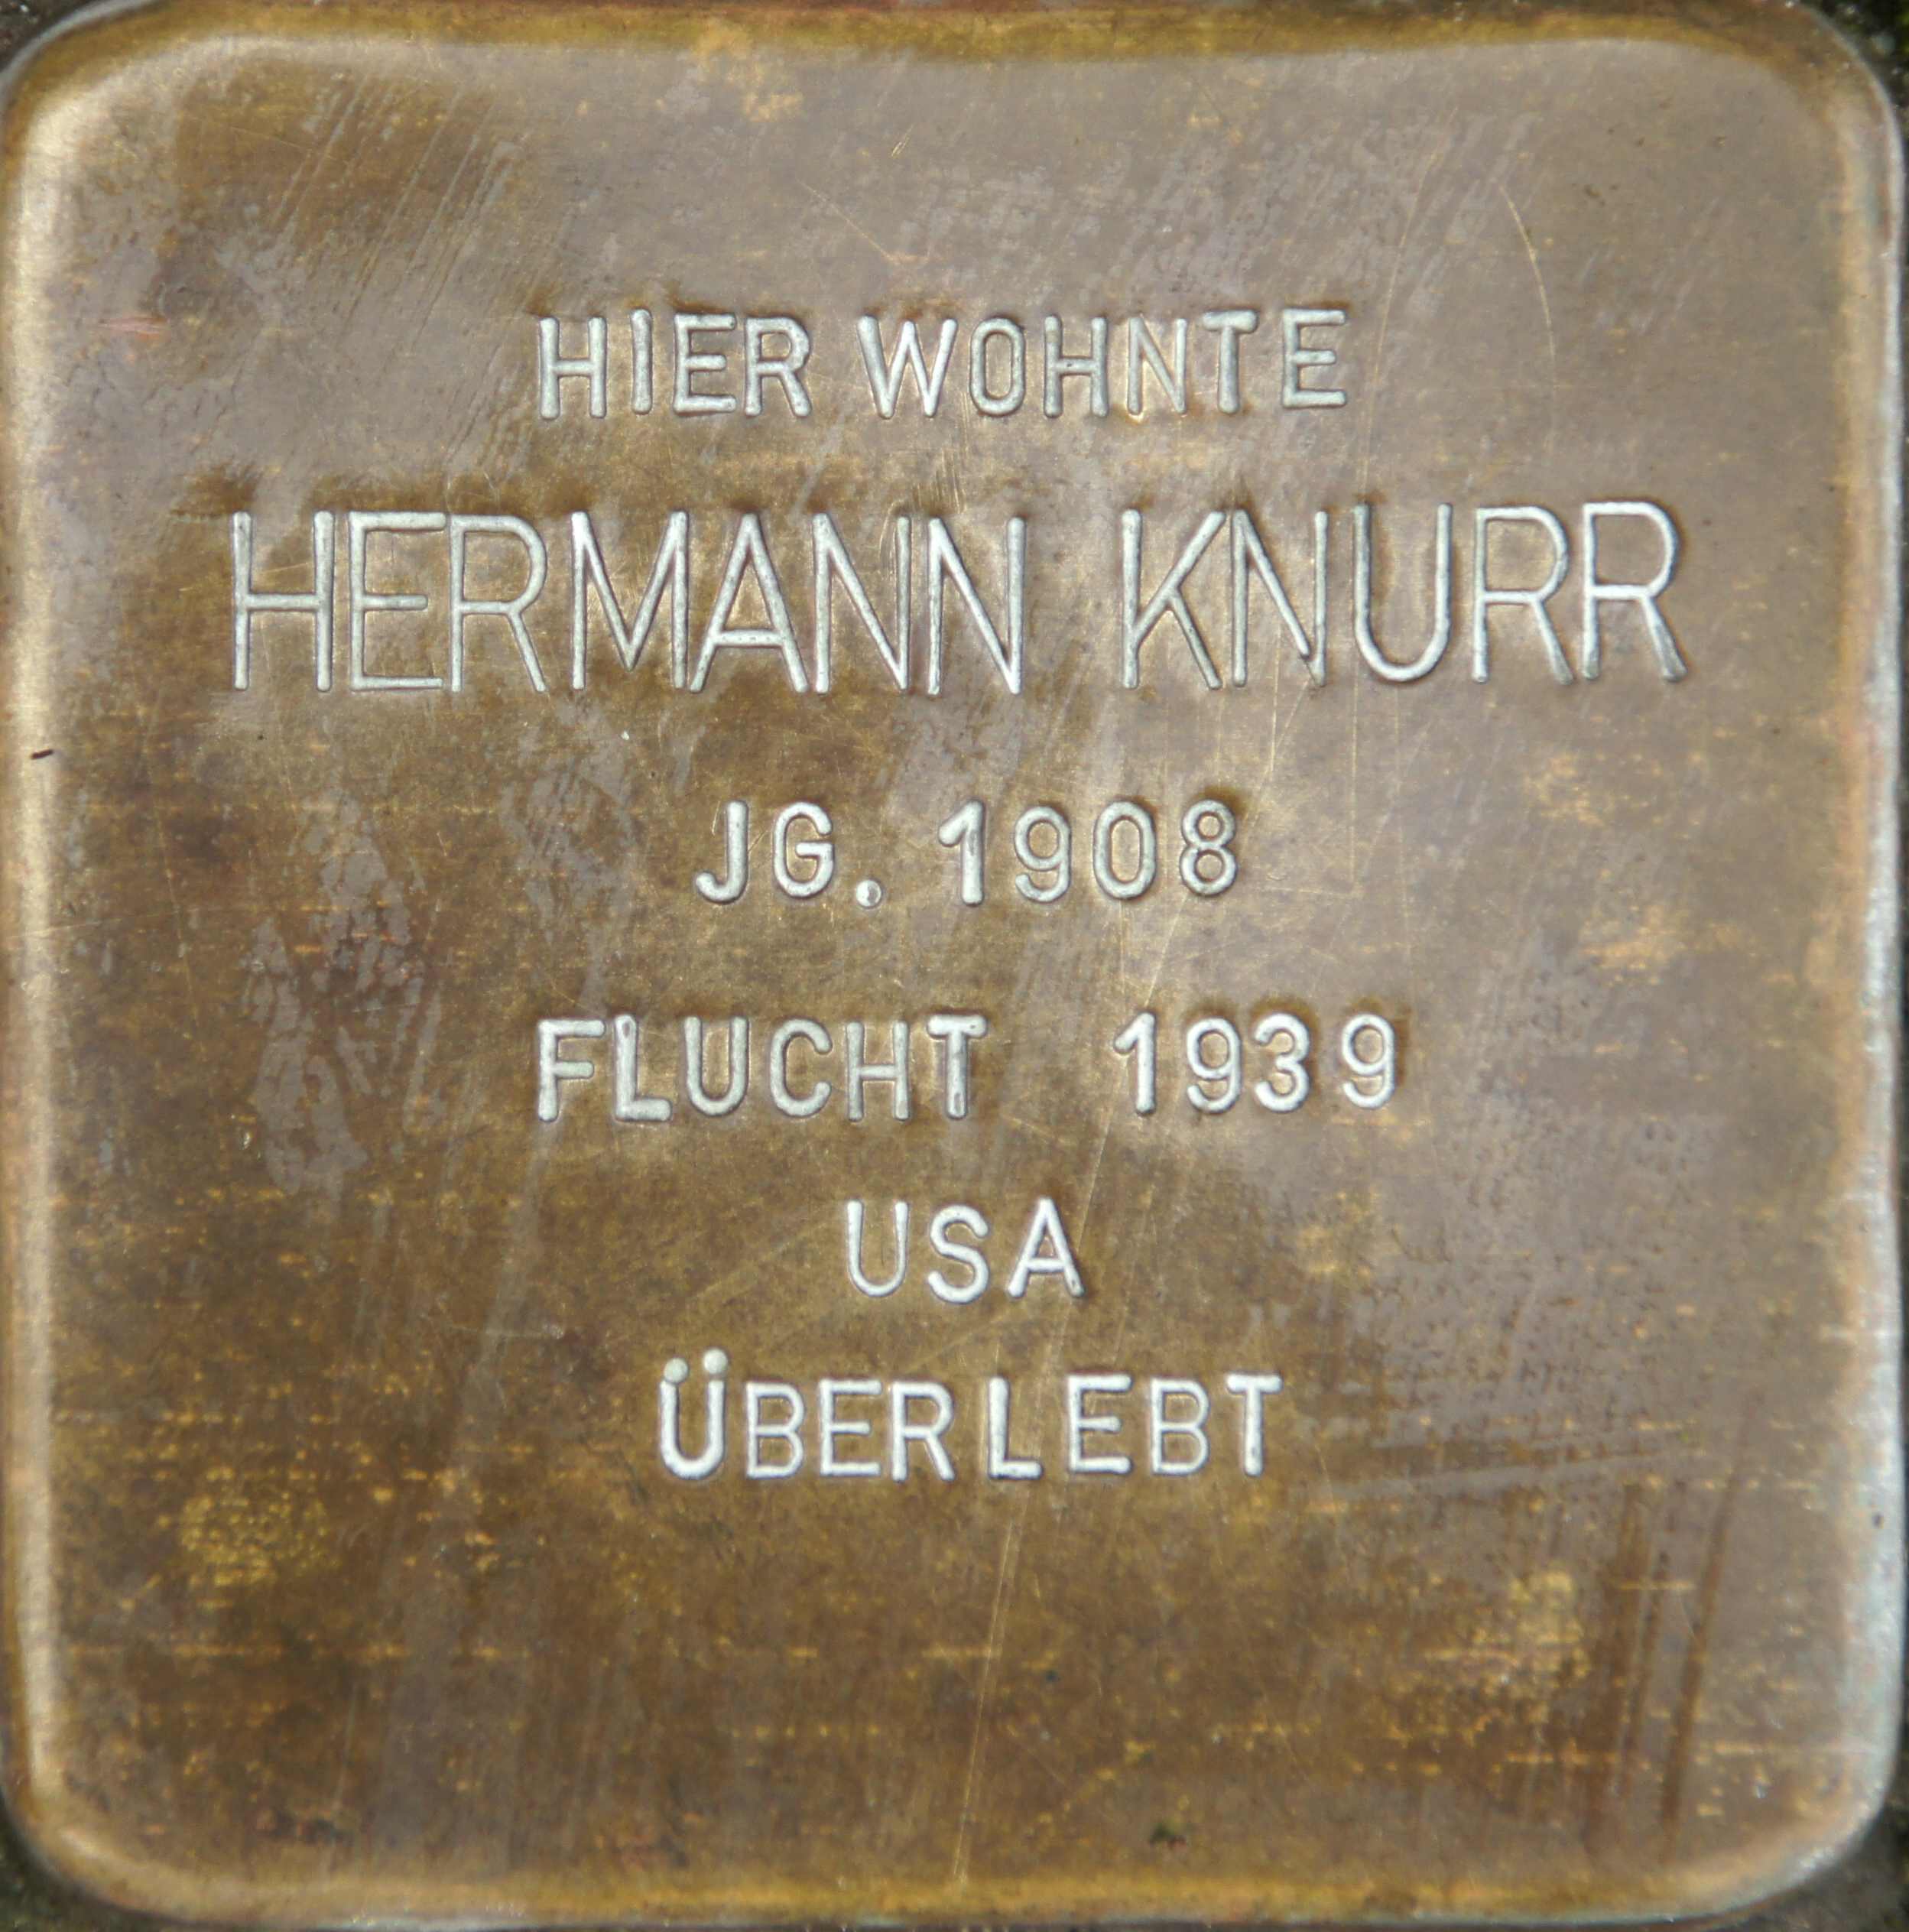 HIER WOHNTE
HERMANN KNURR
JG. 1908
FLUCHT 1939
USA
ÜBERLEBT